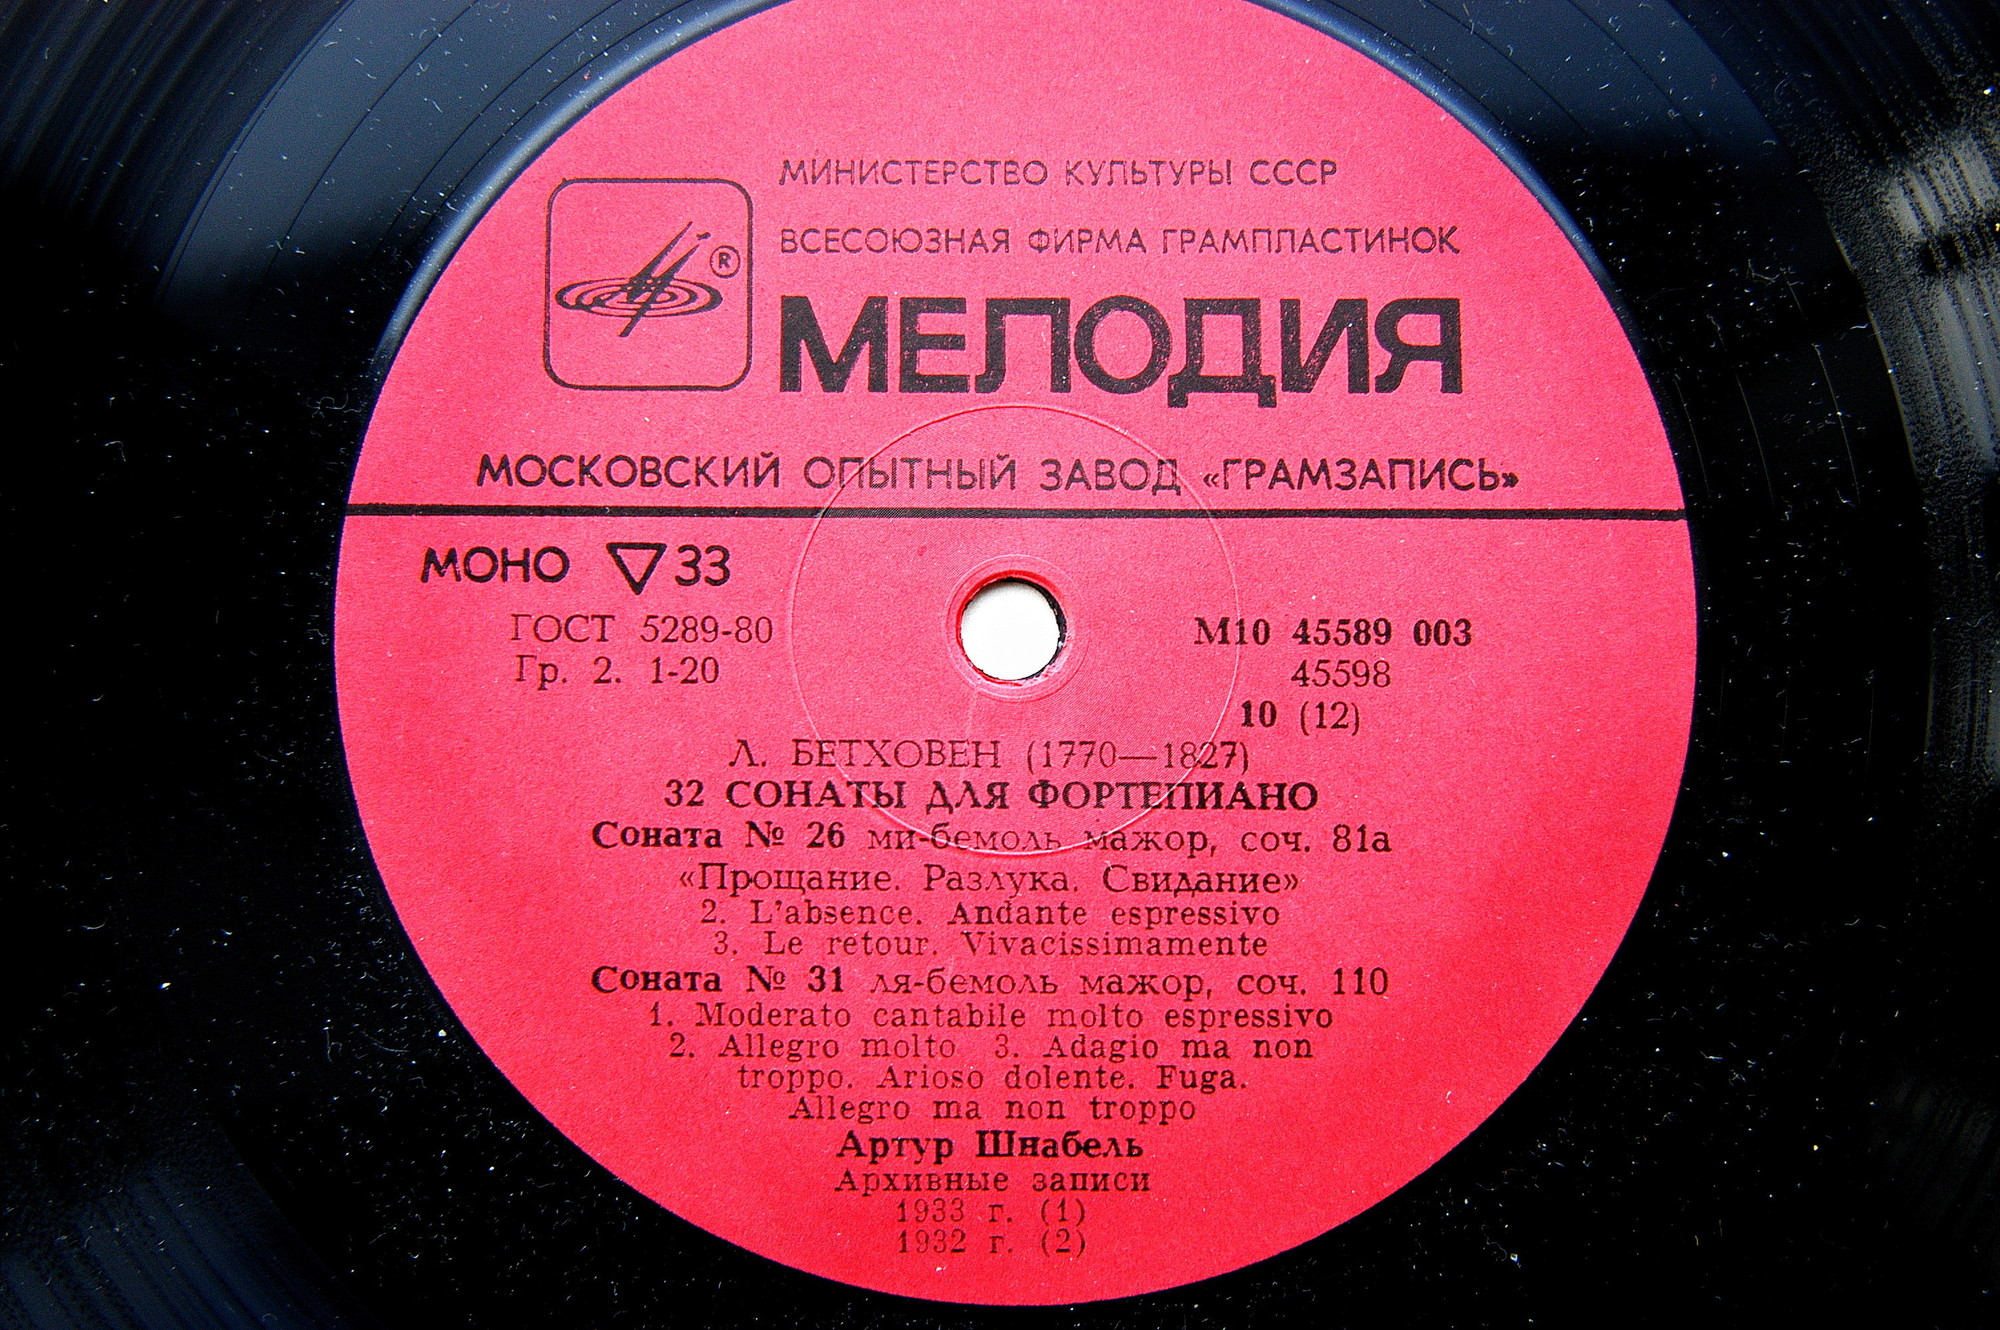 МИНИСТЕРСТВО КУЛЬТУРЫ СССР
ВСЕСОЮЗНАЯ ФИРМА ГРАМПЛАСТИНОК
®
МЕЛОДИЯ
МОСКОВСКИЙ ОПЫТНЫЙ ЗАВОД «ГРАМЗАПИСЬ»
МОНО ▽ 33
ГОСТ 5289-80
Гр. 2. 1-20
М10 45589 003
45598
10 (12)
Л. БЕТХОВЕН (1770—1827)
32 СОНАТЫ ДЛЯ ФОРТЕПИАНО
Соната № 26 ми-бемоль мажор, соч. 81а
«Прощание. Разлука. Свидание»
2. L'absence. Andante espressivo
3. Le retour. Vivacissimamente
Соната № 31 ля-бемоль мажор, соч. 110
1. Moderato cantabile molto espressivo
2. Allegro molto 3. Adagio ma non
troppo. Arioso dolente. Fuga.
Allegro ma non troppo
Артур Шнабель
Архивные записи
1933 г. (1)
1932 г. (2)